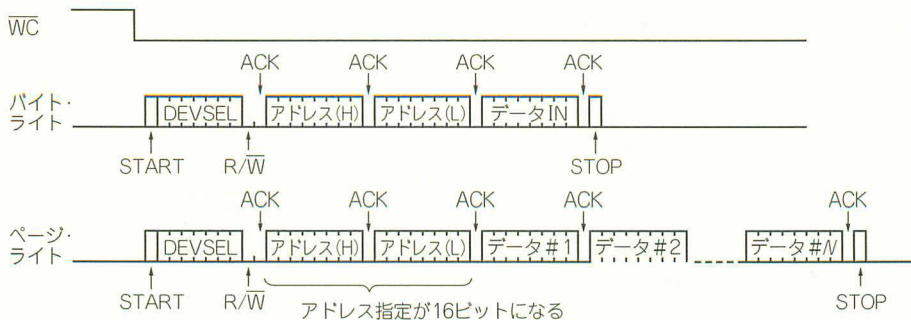 W̅C̅
ACK ACK ACK ACK
バイト・ライト
DEVSEL アドレス(H) アドレス(L) データIN
START R/W̅ STOP
ACK ACK ACK ACK ACK
ページ・ライト
DEVSEL アドレス(H) アドレス(L) データ#1 データ#2 データ#N
START R/W̅ STOP
アドレス指定が16ビットになる